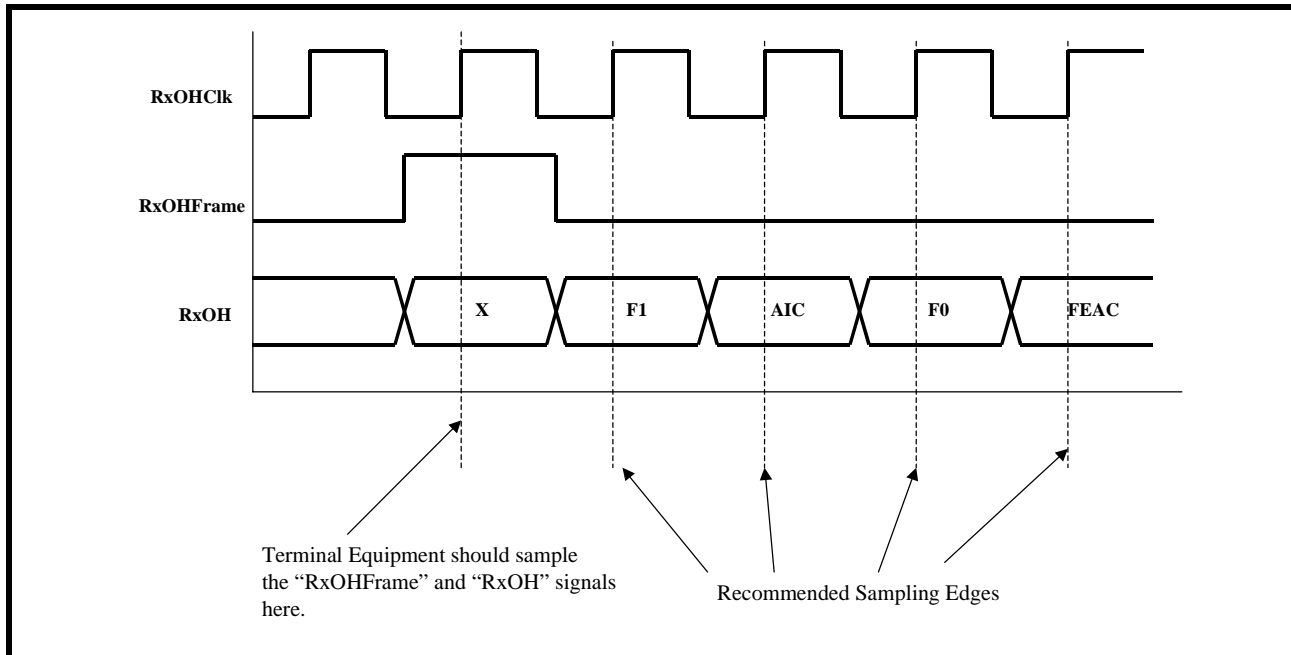 RxOHClk
RxOHFrame
RxOH
X
F1
AIC
F0
FEAC
Terminal Equipment should sample
the “RxOHFrame” and “RxOH” signals
here.
Recommended Sampling Edges